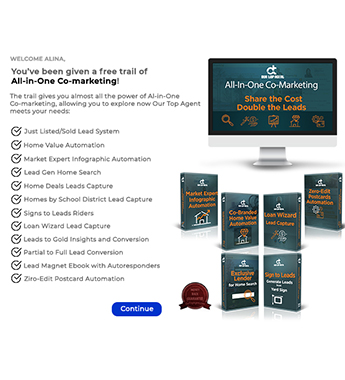 WELCOME ALINA,
You've been given a free trail of
All-in-One Co-marketing!
The trail gives you almost all the power of Al-In-One
Co-marketing, allowing you to explore now Our Top Agent
meets your needs:
Just Listed/Sold Lead System
Home Value Automation
Market Expert Infographic Automation
Lead Gen Home Search
Home Deals Leads Capture
Homes by School District Lead Capture
Signs to Leads Riders
Loan Wizard Lead Capture
Leads to Gold Insights and Conversion
Partial to Full Lead Conversion
Lead Magnet Ebook with Autoresponders
Ziro-Edit Postcard Automation
Continue
All-In-One Co-Marketing
Share the Cost
Double the Leads
Market Expert
Infographic
Automation
Co-Branded
Home Value
Automation
Loan Wizard
Lead Capture
Zero-Edit
Postcards
Automation
Exclusive
Lender
for Home Search
Sign to Leads
Generate Leads
from
Yard Sign